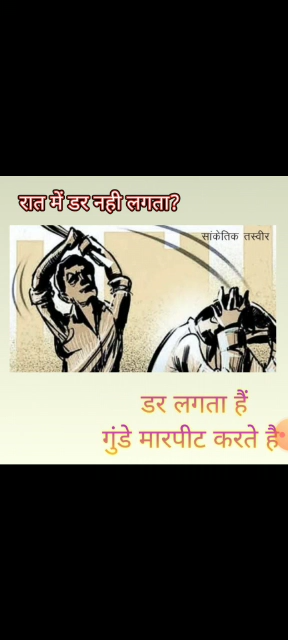 रात में डर नही लगता?
सांकेतिक तस्वीर
डर लगता हैं
गुंडे मारपीट करते है